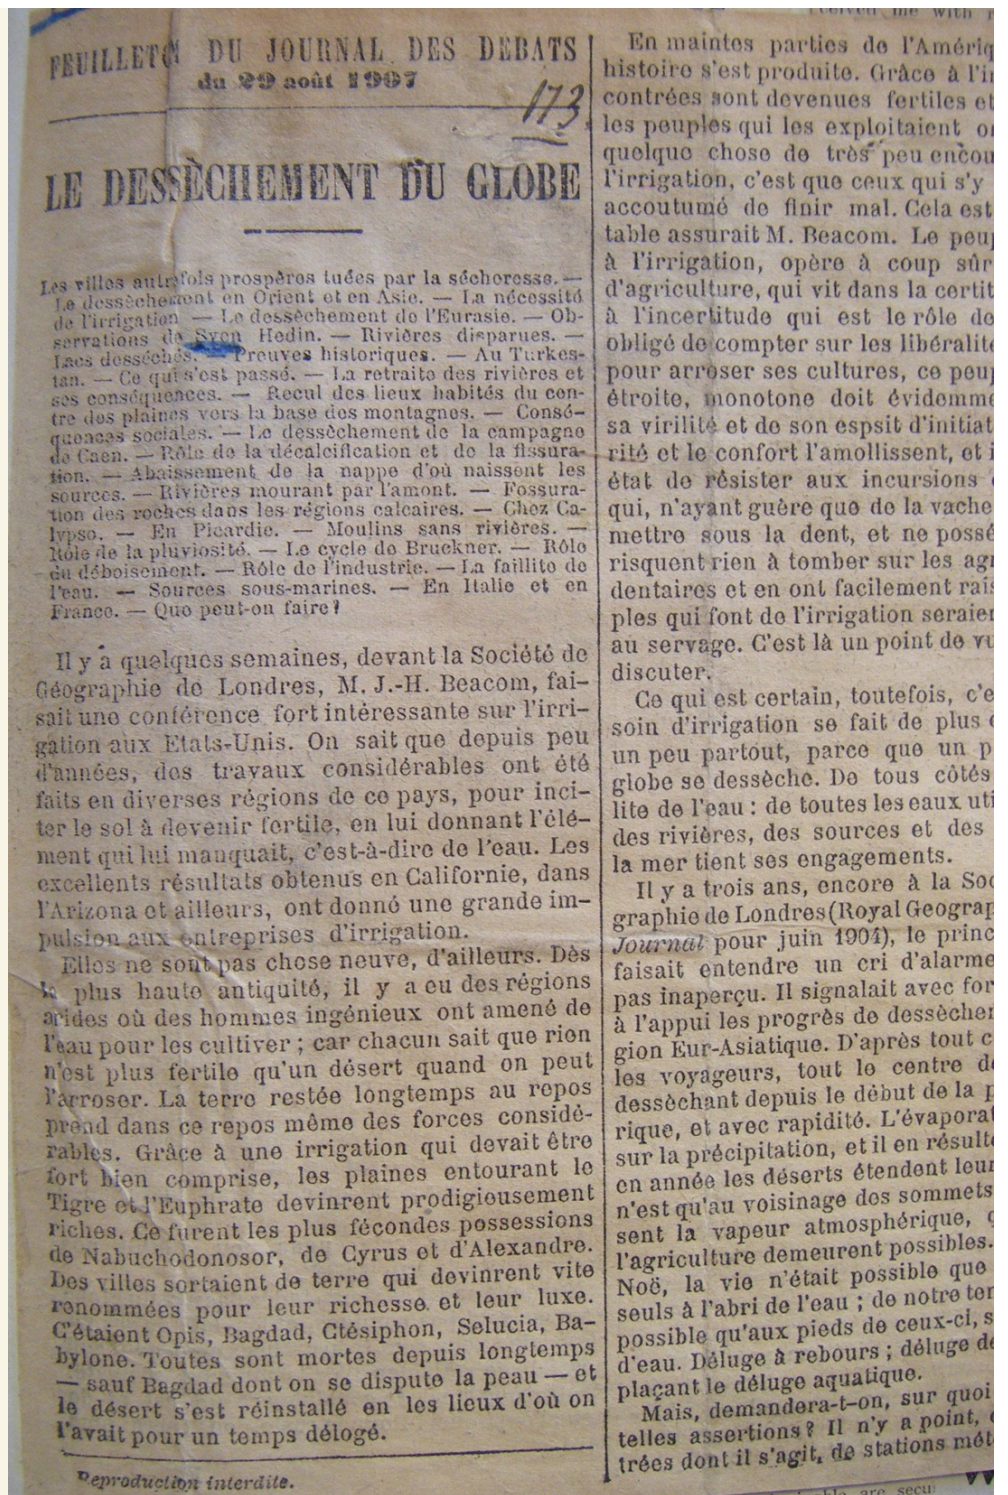 FEUILLETON DU JOURNAL DES DEBATS
du 29 août 1907
173
LE DESSÈCHEMENT DU GLOBE
Les villes autrefois prospères tuées par la sécheresse. —
Le dessèchement en Orient et en Asie. — La nécessité
de l'irrigation — Le dessèchement de l'Eurasie. — Ob-
servations de Sven Hedin. — Rivières disparues. —
Lacs desséchés. — Preuves historiques. — Au Turkes-
tan. — Ce qui s'est passé. — La retraite des rivières et
ses conséquences. — Recul des lieux habités du cen-
tre des plaines vers la base des montagnes. — Consé-
quences sociales. — Le dessèchement de la campagne
de Caen. — Rôle de la décalcification et de la fissura-
tion. — Abaissement de la nappe d'où naissent les
sources. — Rivières mourant par l'amont. — Fossura-
tion des roches dans les régions calcaires. — Chez Ca-
lypso. — En Picardie. — Moulins sans rivières. —
Rôle de la pluviosité. — Le cycle de Bruckner. — Rôle
du déboisement. — Rôle de l'industrie. — La faillite de
l'eau. — Sources sous-marines. — En Italie et en
France. — Que peut-on faire?
Il y a quelques semaines, devant la Société de
Géographie de Londres, M. J.-H. Beacom, fai-
sait une conférence fort intéressante sur l'irri-
gation aux Etats-Unis. On sait que depuis peu
d'années, des travaux considérables ont été
faits en diverses régions de ce pays, pour inci-
ter le sol à devenir fertile, en lui donnant l'élé-
ment qui lui manquait, c'est-à-dire de l'eau. Les
excellents résultats obtenus en Californie, dans
l'Arizona et ailleurs, ont donné une grande im-
pulsion aux entreprises d'irrigation.
Elles ne sont pas chose neuve, d'ailleurs. Dès
la plus haute antiquité, il y a eu des régions
arides où des hommes ingénieux ont amené de
l'eau pour les cultiver ; car chacun sait que rien
n'est plus fertile qu'un désert quand on peut
l'arroser. La terre restée longtemps au repos
prend dans ce repos même des forces considé-
rables. Grâce à une irrigation qui devait être
fort bien comprise, les plaines entourant le
Tigre et l'Euphrate devinrent prodigieusement
riches. Ce furent les plus fécondes possessions
de Nabuchodonosor, de Cyrus et d'Alexandre.
Des villes sortaient de terre qui devinrent vite
renommées pour leur richesse et leur luxe.
C'étaient Opis, Bagdad, Ctésiphon, Selucia, Ba-
bylone. Toutes sont mortes depuis longtemps
— sauf Bagdad dont on se dispute la peau — et
le désert s'est réinstallé en les lieux d'où on
l'avait pour un temps délogé.
Reproduction interdite.
received me with
En maintes parties de l'Amériq
histoire s'est produite. Grâce à l'ir
contrées sont devenues fertiles et
les peuples qui les exploitaient o
quelque chose de très peu encou
l'irrigation, c'est que ceux qui s'y
accoutumé de finir mal. Cela est
table assurait M. Beacom. Le peup
à l'irrigation, opère à coup sûr
d'agriculture, qui vit dans la certit
à l'incertitude qui est le rôle de
obligé de compter sur les libéralité
pour arroser ses cultures, ce peup
étroite, monotone doit évidemme
sa virilité et de son espsit d'initiat
rité et le confort l'amollissent, et i
état de résister aux incursions
qui, n'ayant guère que de la vache
mettre sous la dent, et ne possé
risquent rien à tomber sur les agr
dentaires et en ont facilement rais
ples qui font de l'irrigation seraien
au servage. C'est là un point de vu
discuter.
Ce qui est certain, toutefois, c'e
soin d'irrigation se fait de plus e
un peu partout, parce que un p
globe se dessèche. De tous côtés
lite de l'eau : de toutes les eaux uti
des rivières, des sources et des
la mer tient ses engagements.
Il y a trois ans, encore à la Soc
graphie de Londres (Royal Geograp
Journal pour juin 1904), le princ
faisait entendre un cri d'alarme
pas inaperçu. Il signalait avec for
à l'appui les progrès de dessècher
gion Eur-Asiatique. D'après tout c
les voyageurs, tout le centre de
dessèchant depuis le début de la p
rique, et avec rapidité. L'évaporat
sur la précipitation, et il en résulte
en année les déserts étendent leur
n'est qu'au voisinage des sommets
sent la vapeur atmosphérique, q
l'agriculture demeurent possibles.
Noë, la vie n'était possible que
seuls à l'abri de l'eau ; de notre tem
possible qu'aux pieds de ceux-ci, s
d'eau. Déluge à rebours ; déluge de
plaçant le déluge aquatique.
Mais, demandera-t-on, sur quoi
telles assertions? Il n'y a point,
trées dont il s'agit, de stations mét
are secu